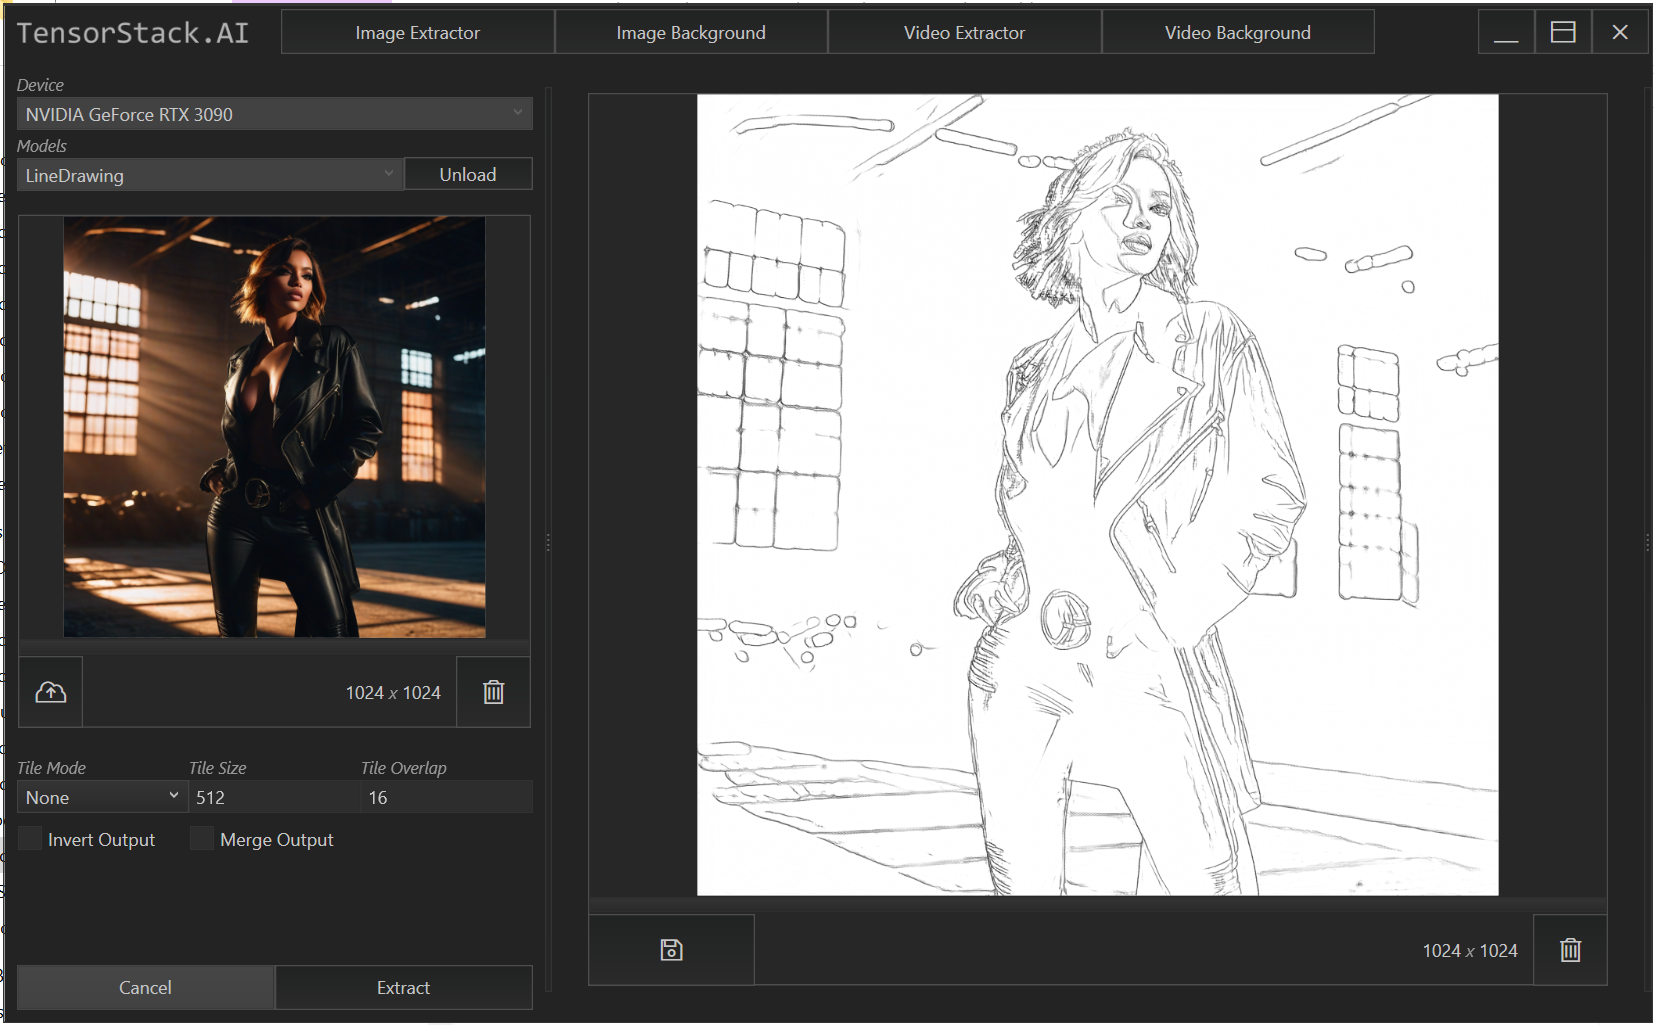 TensorStack.AI
Image Extractor
Image Background
Video Extractor
Video Background
Device
NVIDIA GeForce RTX 3090
Models
LineDrawing
Unload
1024 x 1024
Tile Mode
Tile Size
Tile Overlap
None
512
16
Invert Output
Merge Output
Cancel
Extract
1024 x 1024